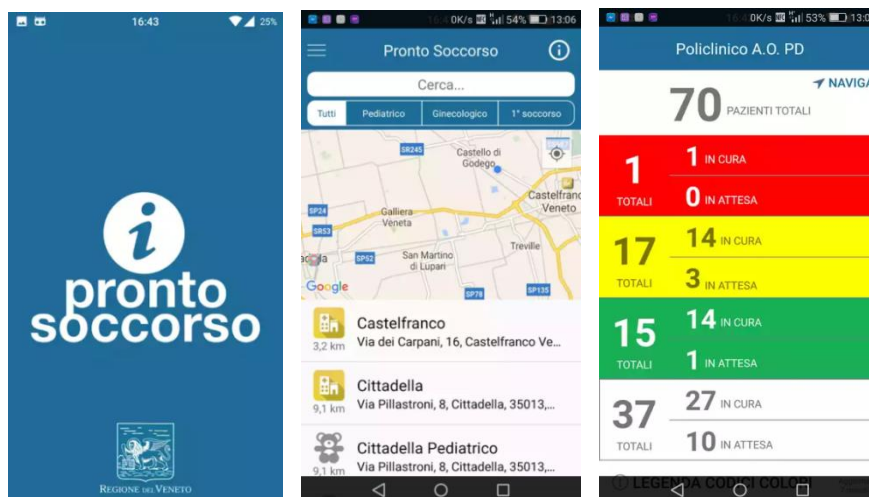 16:43
25%
i
pronto
soccorso
REGIONE DEL VENETO
0K/s
54%
13:06
Pronto Soccorso
Cerca...
Tutti
Pediatrico
Ginecologico
1° soccorso
SR245
Castello di
Godego
Castelfranc
Veneto
SP24
Galliera
Veneta
SR53
SP52
San Martino
di Lupari
Treville
Google
SP78
SP135
Castelfranco
3,2 km
Via dei Carpani, 16, Castelfranco Ve...
Cittadella
9,1 km
Via Pillastroni, 8, Cittadella, 35013,...
Cittadella Pediatrico
9,1 km
Via Pillastroni, 8, Cittadella, 35013,...
0K/s
53%
13:0
Policlinico A.O. PD
NAVIGA
70 PAZIENTI TOTALI
1 TOTALI
1 IN CURA
0 IN ATTESA
17 TOTALI
14 IN CURA
3 IN ATTESA
15 TOTALI
14 IN CURA
1 IN ATTESA
37 TOTALI
27 IN CURA
10 IN ATTESA
LEGENDA CODICI COLORI